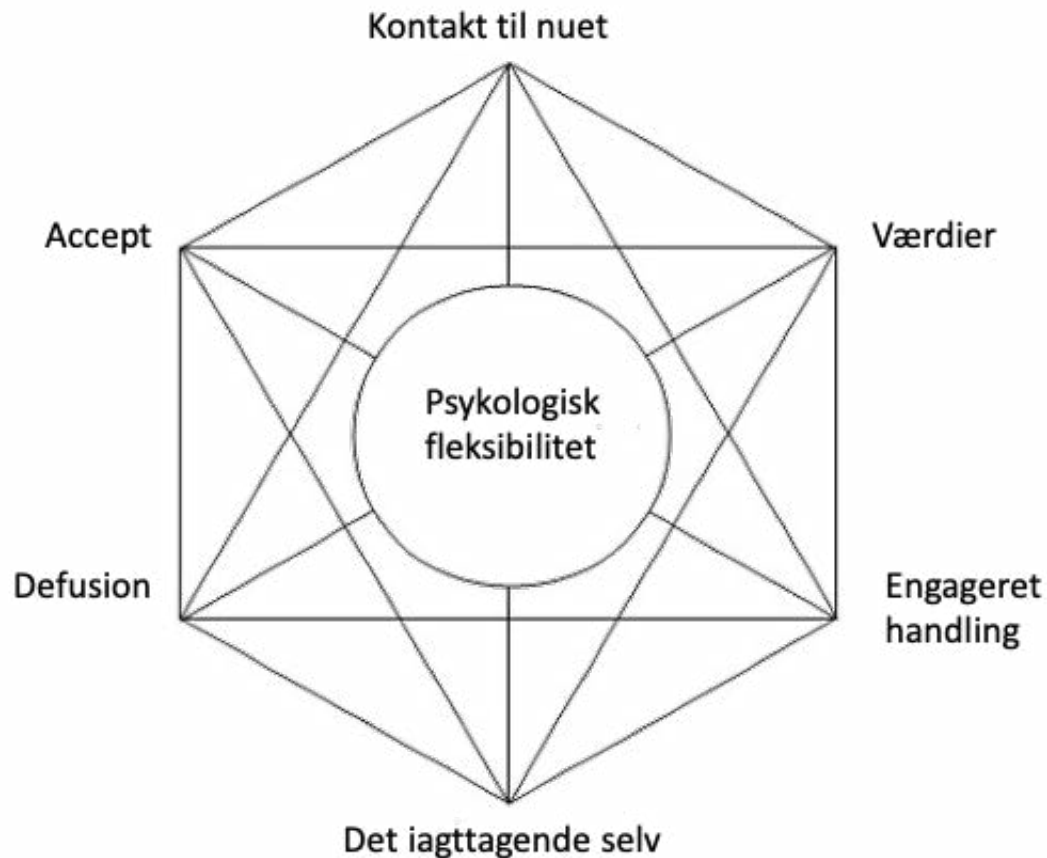 Kontakt til nuet
Accept
Værdier
Psykologisk
fleksibilitet
Defusion
Engageret
handling
Det iagttagende selv